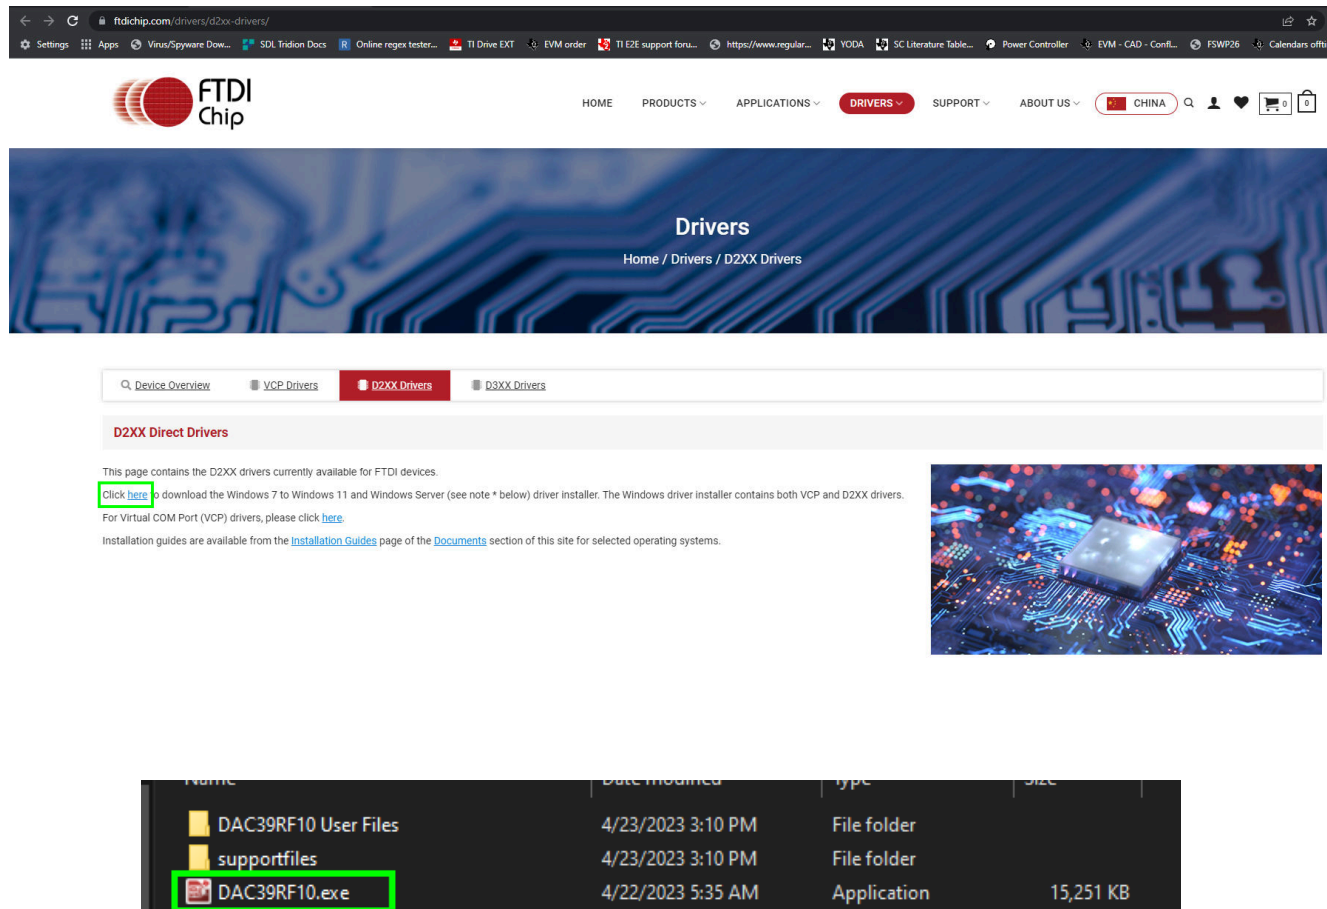 ftdichip.com/drivers/d2xx-drivers/
Settings Apps Virus/Spyware Dow... SDL Tridion Docs R Online regex tester... TI Drive EXT EVM order TI E2E support foru... https://www.regular... YODA SC Literature Table... Power Controller EVM - CAD - Confl... FSWP26 Calendars offti
FTDI
Chip
HOME PRODUCTS APPLICATIONS DRIVERS SUPPORT ABOUT US CHINA 0 0
Drivers
Home / Drivers / D2XX Drivers
Device Overview VCP Drivers D2XX Drivers D3XX Drivers
D2XX Direct Drivers
This page contains the D2XX drivers currently available for FTDI devices.
Click here to download the Windows 7 to Windows 11 and Windows Server (see note * below) driver installer. The Windows driver installer contains both VCP and D2XX drivers.
For Virtual COM Port (VCP) drivers, please click here.
Installation guides are available from the Installation Guides page of the Documents section of this site for selected operating systems.
Name Date modified Type Size
DAC39RF10 User Files 4/23/2023 3:10 PM File folder
supportfiles 4/23/2023 3:10 PM File folder
DAC39RF10.exe 4/22/2023 5:35 AM Application 15,251 KB